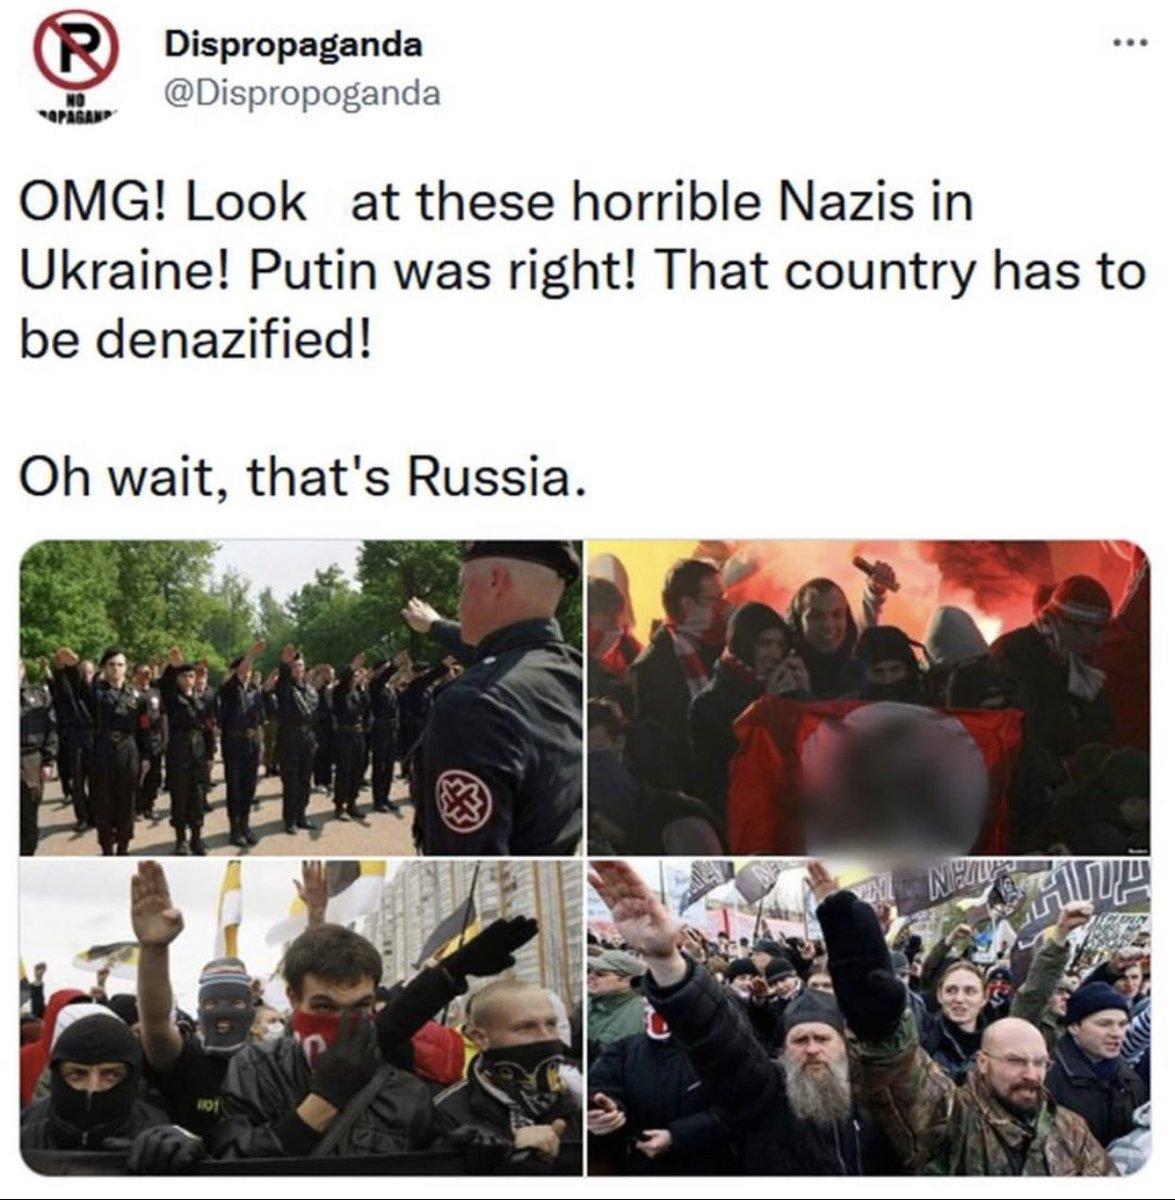 Dispropaganda
@Dispropoganda
NO
OMG! Look at these horrible Nazis in
Ukraine! Putin was right! That country has to
be denazified!
Oh wait, that's Russia.